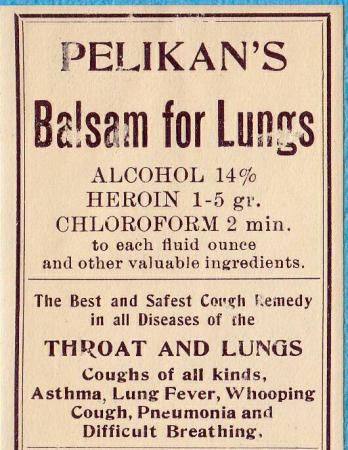 PELIKAN'S
Balsam for Lungs
ALCOHOL 14%
HEROIN 1-5 gr.
CHLOROFORM 2 min.
to each fluid ounce
and other valuable ingredients.
The Best and Safest Cough Remedy
in all Diseases of the
THROAT AND LUNGS
Coughs of all kinds,
Asthma, Lung Fever, Whooping
Cough, Pneumonia and
Difficult Breathing.